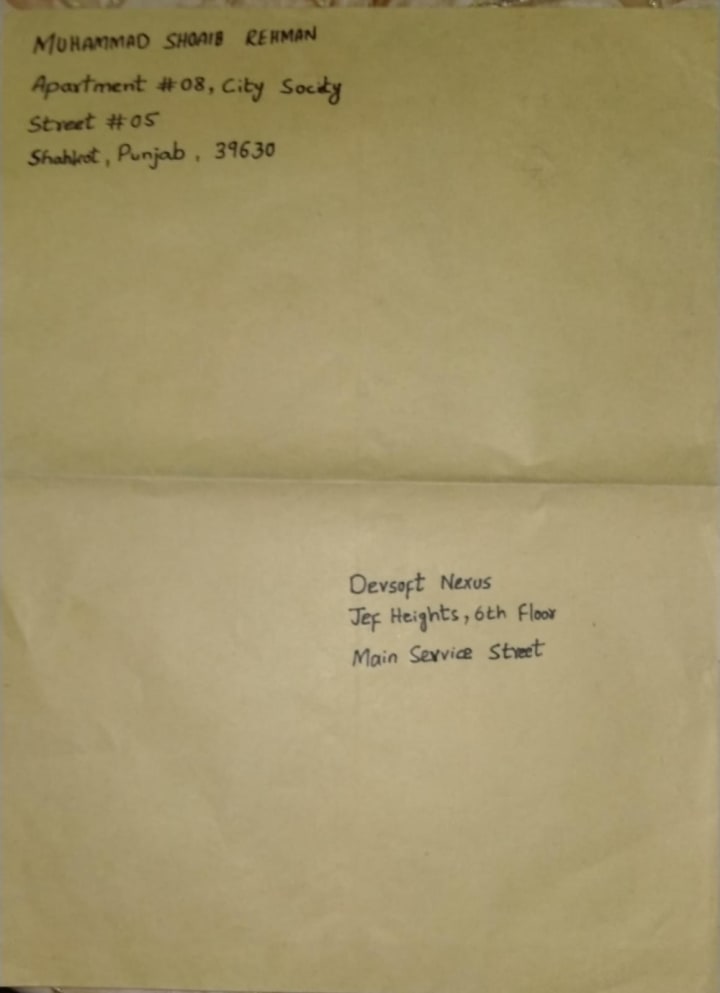 MUHAMMAD SHOAIB REHMAN
Apartment #08, City Socity
Street #05
Shahkot, Punjab, 39630
Devsoft Nexus
Jef Heights, 6th Floor
Main Service Street